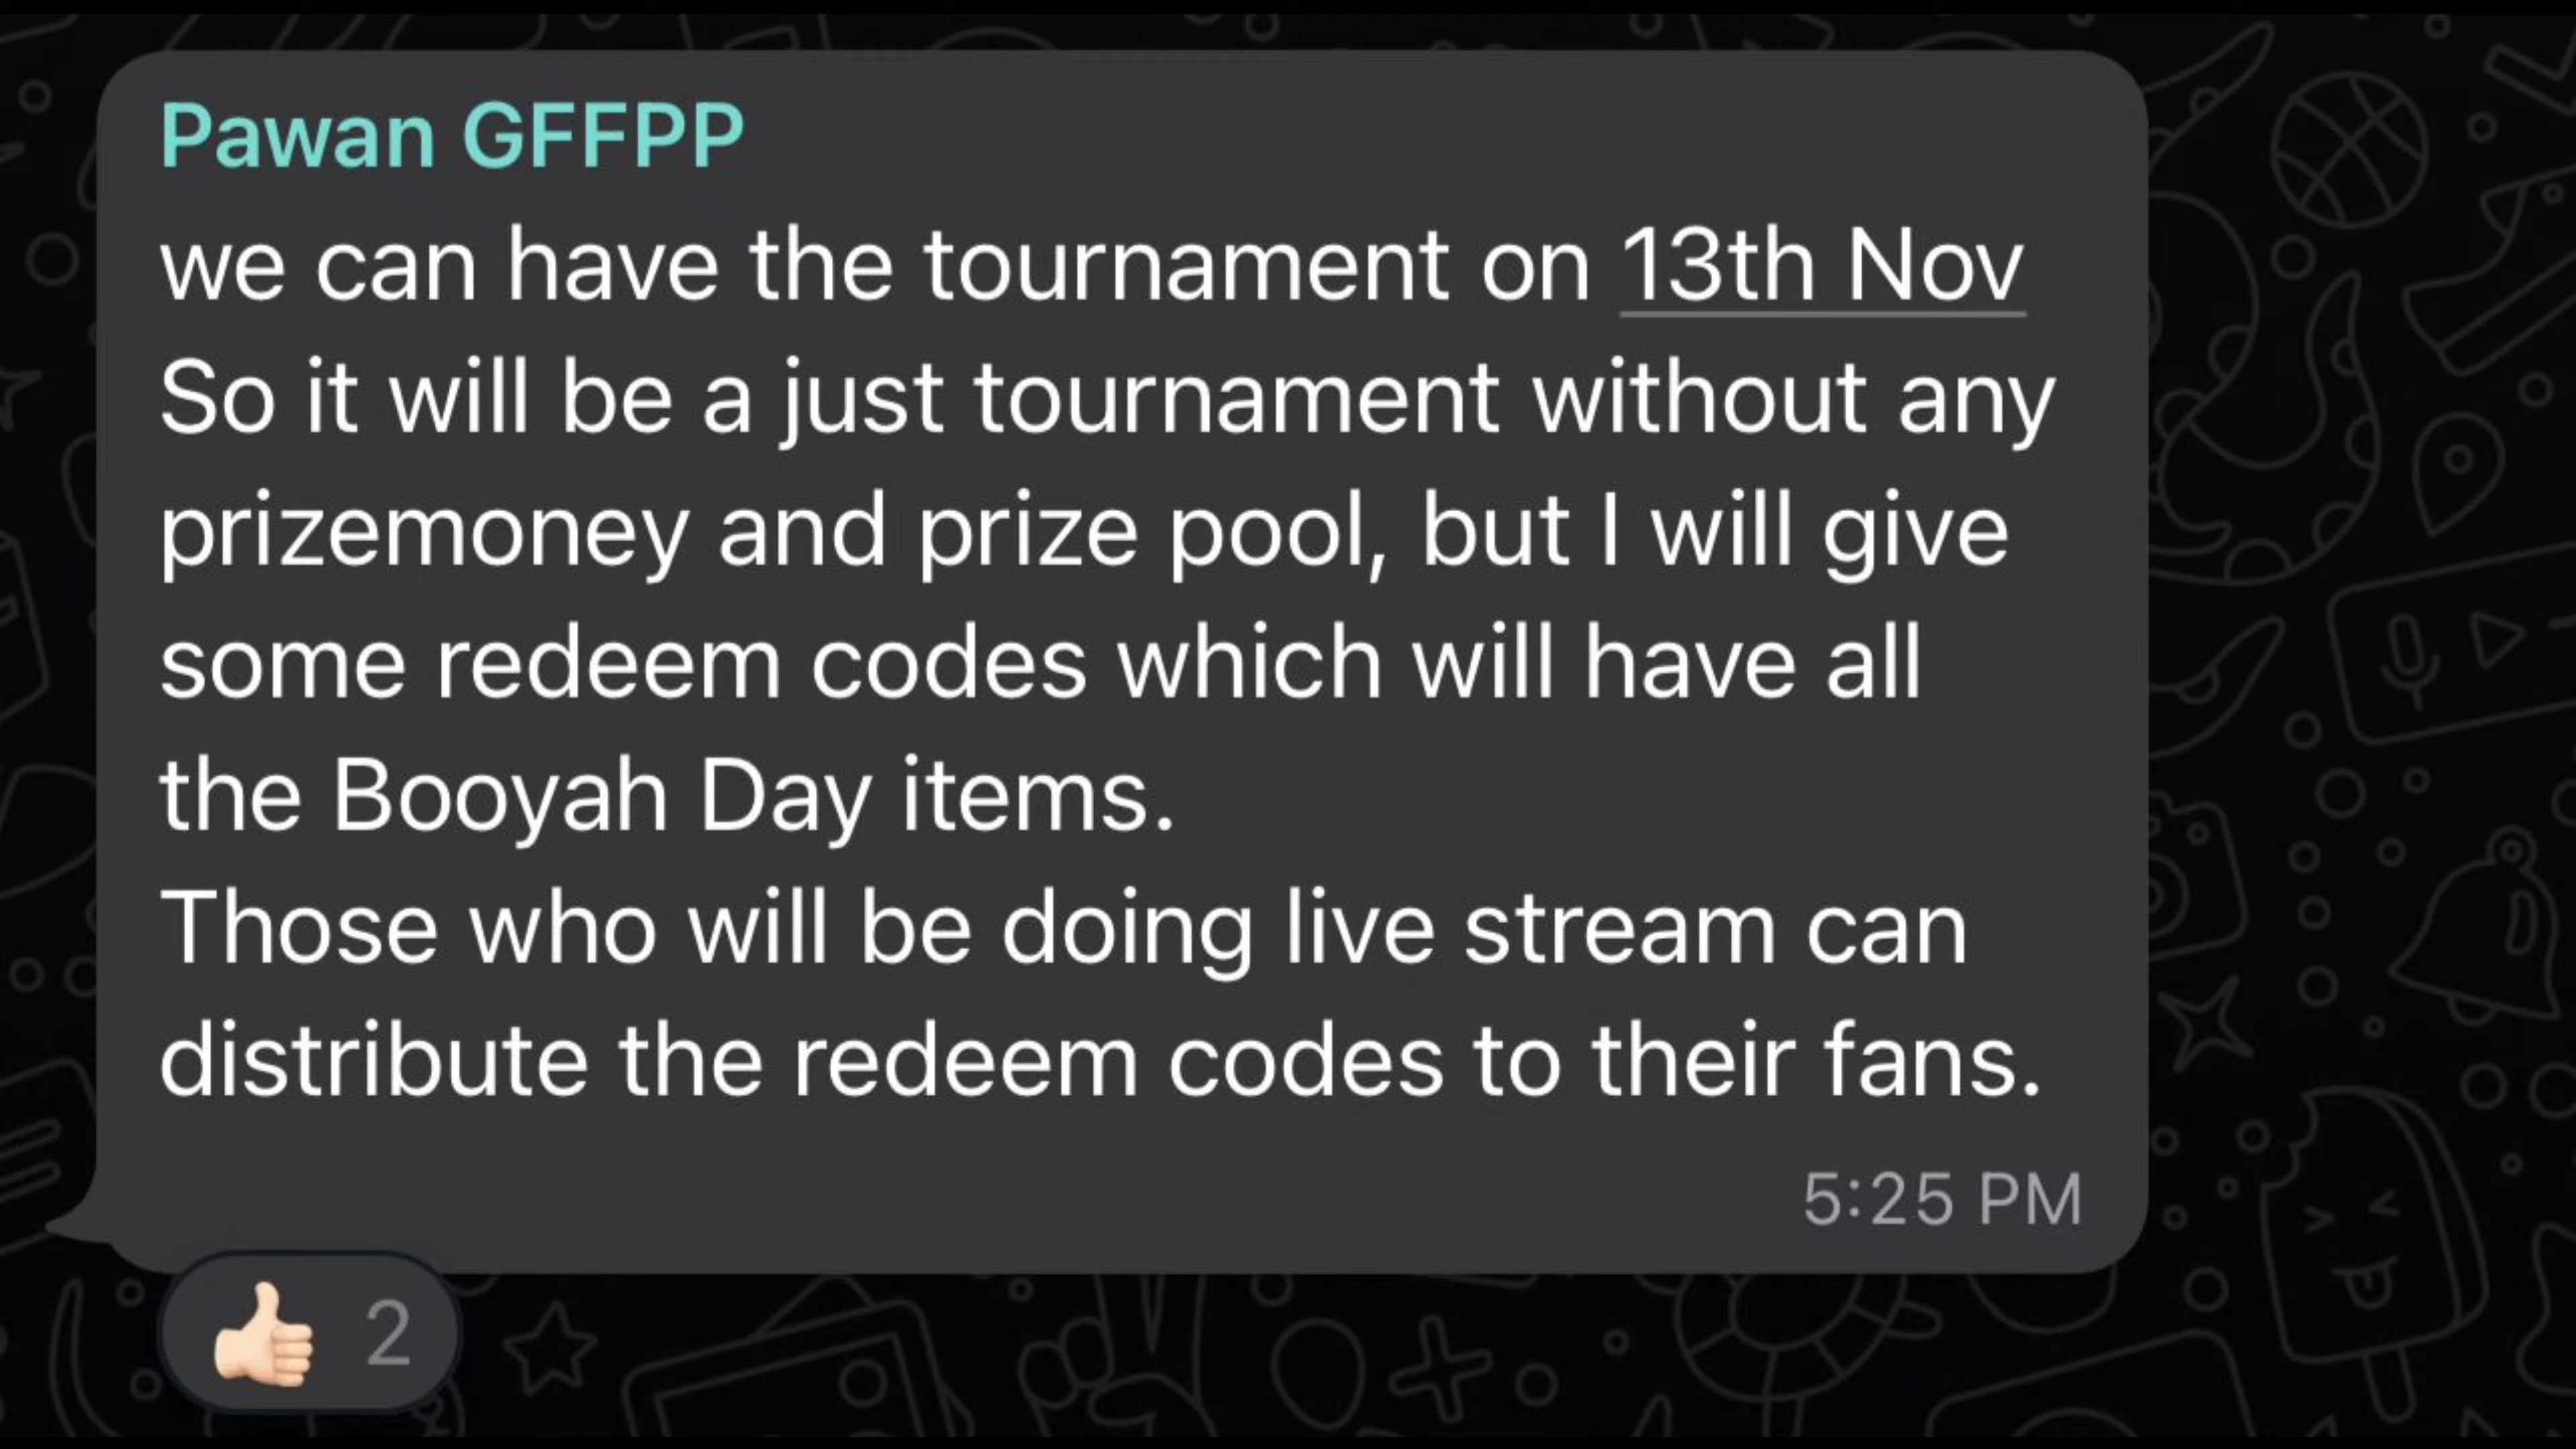 Pawan GFFPP
we can have the tournament on 13th Nov
So it will be a just tournament without any
prizemoney and prize pool, but I will give
some redeem codes which will have all
the Booyah Day items.
Those who will be doing live stream can
distribute the redeem codes to their fans.
5:25 PM
👍🏻 2